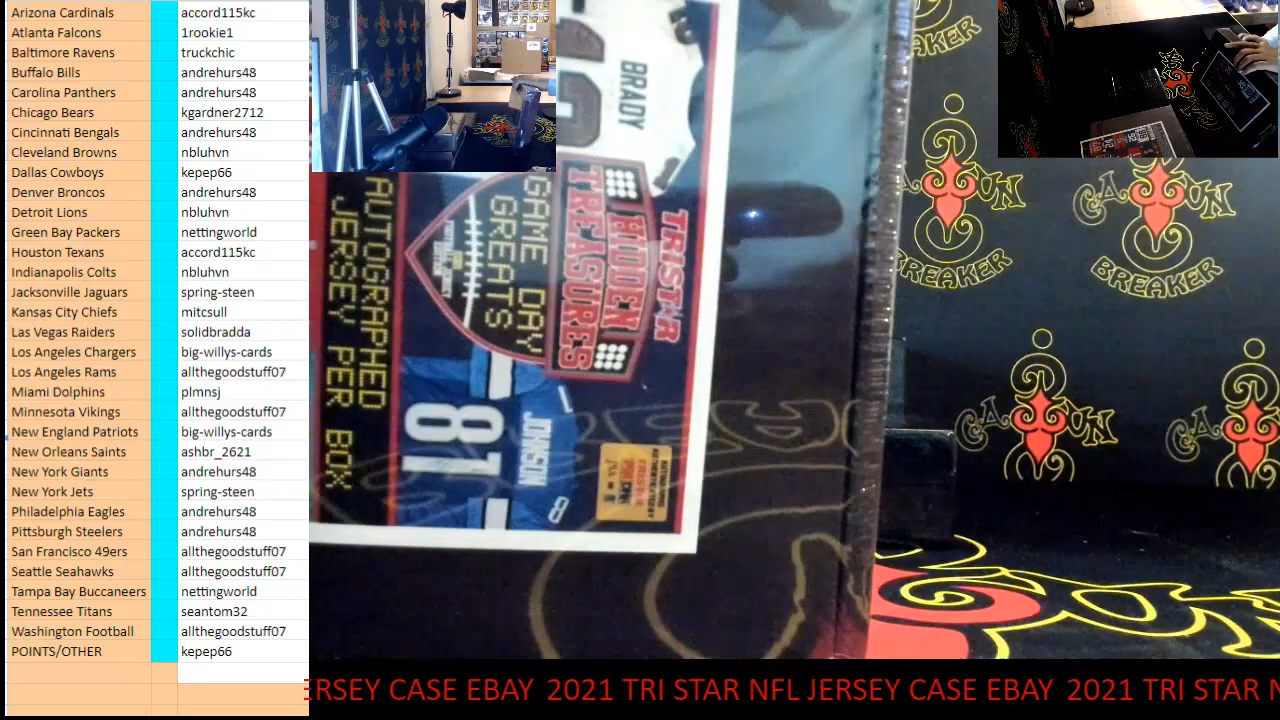 Arizona Cardinals accord115kc
Atlanta Falcons 1rookie1
Baltimore Ravens truckchic
Buffalo Bills andrehurs48
Carolina Panthers andrehurs48
Chicago Bears kgardner2712
Cincinnati Bengals andrehurs48
Cleveland Browns nbluhvn
Dallas Cowboys kepep66
Denver Broncos andrehurs48
Detroit Lions nbluhvn
Green Bay Packers nettingworld
Houston Texans accord115kc
Indianapolis Colts nbluhvn
Jacksonville Jaguars spring-steen
Kansas City Chiefs mitcsull
Las Vegas Raiders solidbradda
Los Angeles Chargers big-willys-cards
Los Angeles Rams allthegoodstuff07
Miami Dolphins plmnsj
Minnesota Vikings allthegoodstuff07
New England Patriots big-willys-cards
New Orleans Saints ashbr_2621
New York Giants andrehurs48
New York Jets spring-steen
Philadelphia Eagles andrehurs48
Pittsburgh Steelers andrehurs48
San Francisco 49ers allthegoodstuff07
Seattle Seahawks allthegoodstuff07
Tampa Bay Buccaneers nettingworld
Tennessee Titans seantom32
Washington Football allthegoodstuff07
POINTS/OTHER kepep66
BRADY
TRISTAR
HIDDEN
TREASURES
GAME DAY
GREATS
AUTOGRAPHED
JERSEY PER BOX
JOHNSON
81
BREAKER
BREAKER
BREAKER
ERSEY CASE EBAY 2021 TRI STAR NFL JERSEY CASE EBAY 2021 TRI STAR